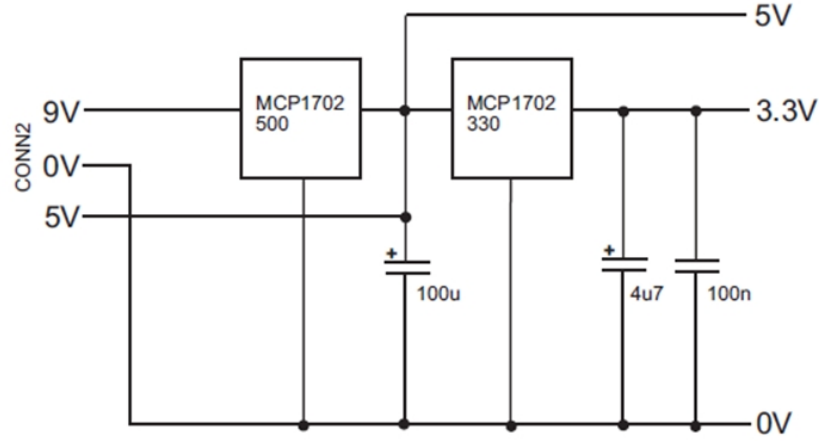 5V
9V
MCP1702
500
MCP1702
330
3.3V
CONN2
0V
5V
+
100u
+
4u7
100n
0V